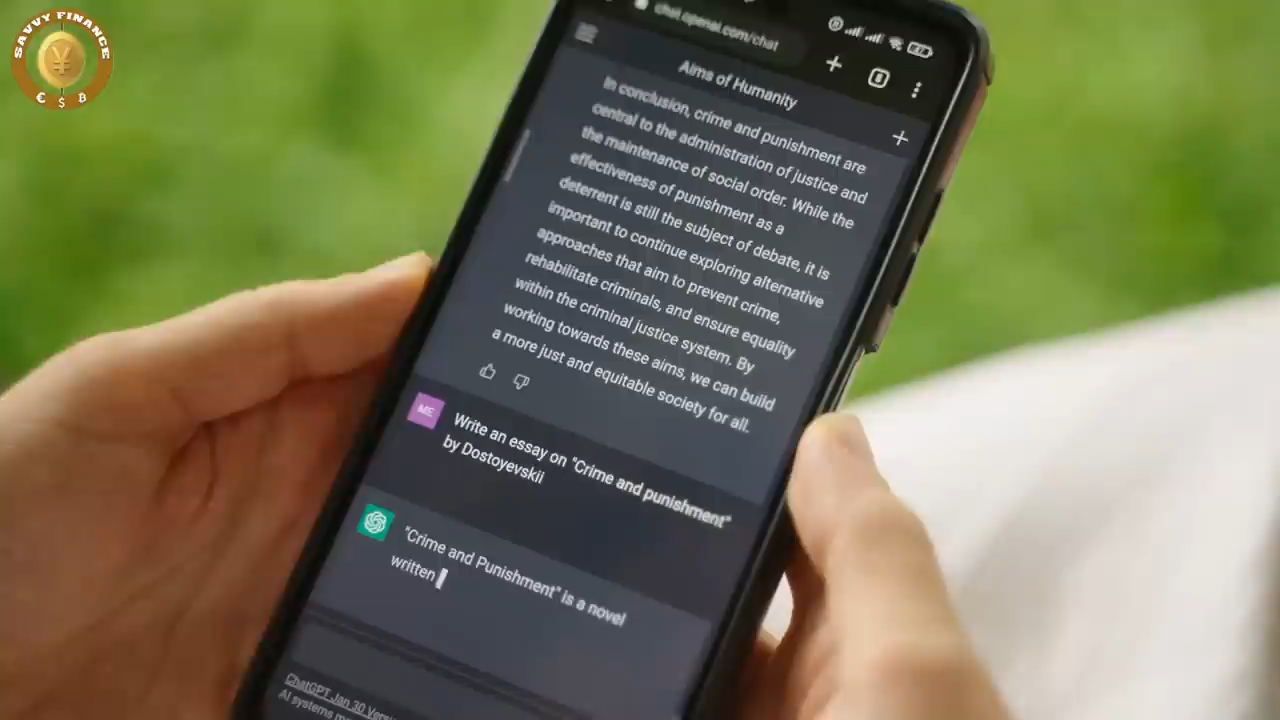 SAVVY FINANCE
¥
€ $ B
chat.openai.com/chat
47
8
Aims of Humanity
In conclusion, crime and punishment are
central to the administration of justice and
the maintenance of social order. While the
effectiveness of punishment as a
deterrent is still the subject of debate, it is
important to continue exploring alternative
approaches that aim to prevent crime,
rehabilitate criminals, and ensure equality
within the criminal justice system. By
working towards these aims, we can build
a more just and equitable society for all.
ME
Write an essay on "Crime and punishment"
by Dostoyevskii
"Crime and Punishment" is a novel
written
ChatGPT Jan 30
AI systems